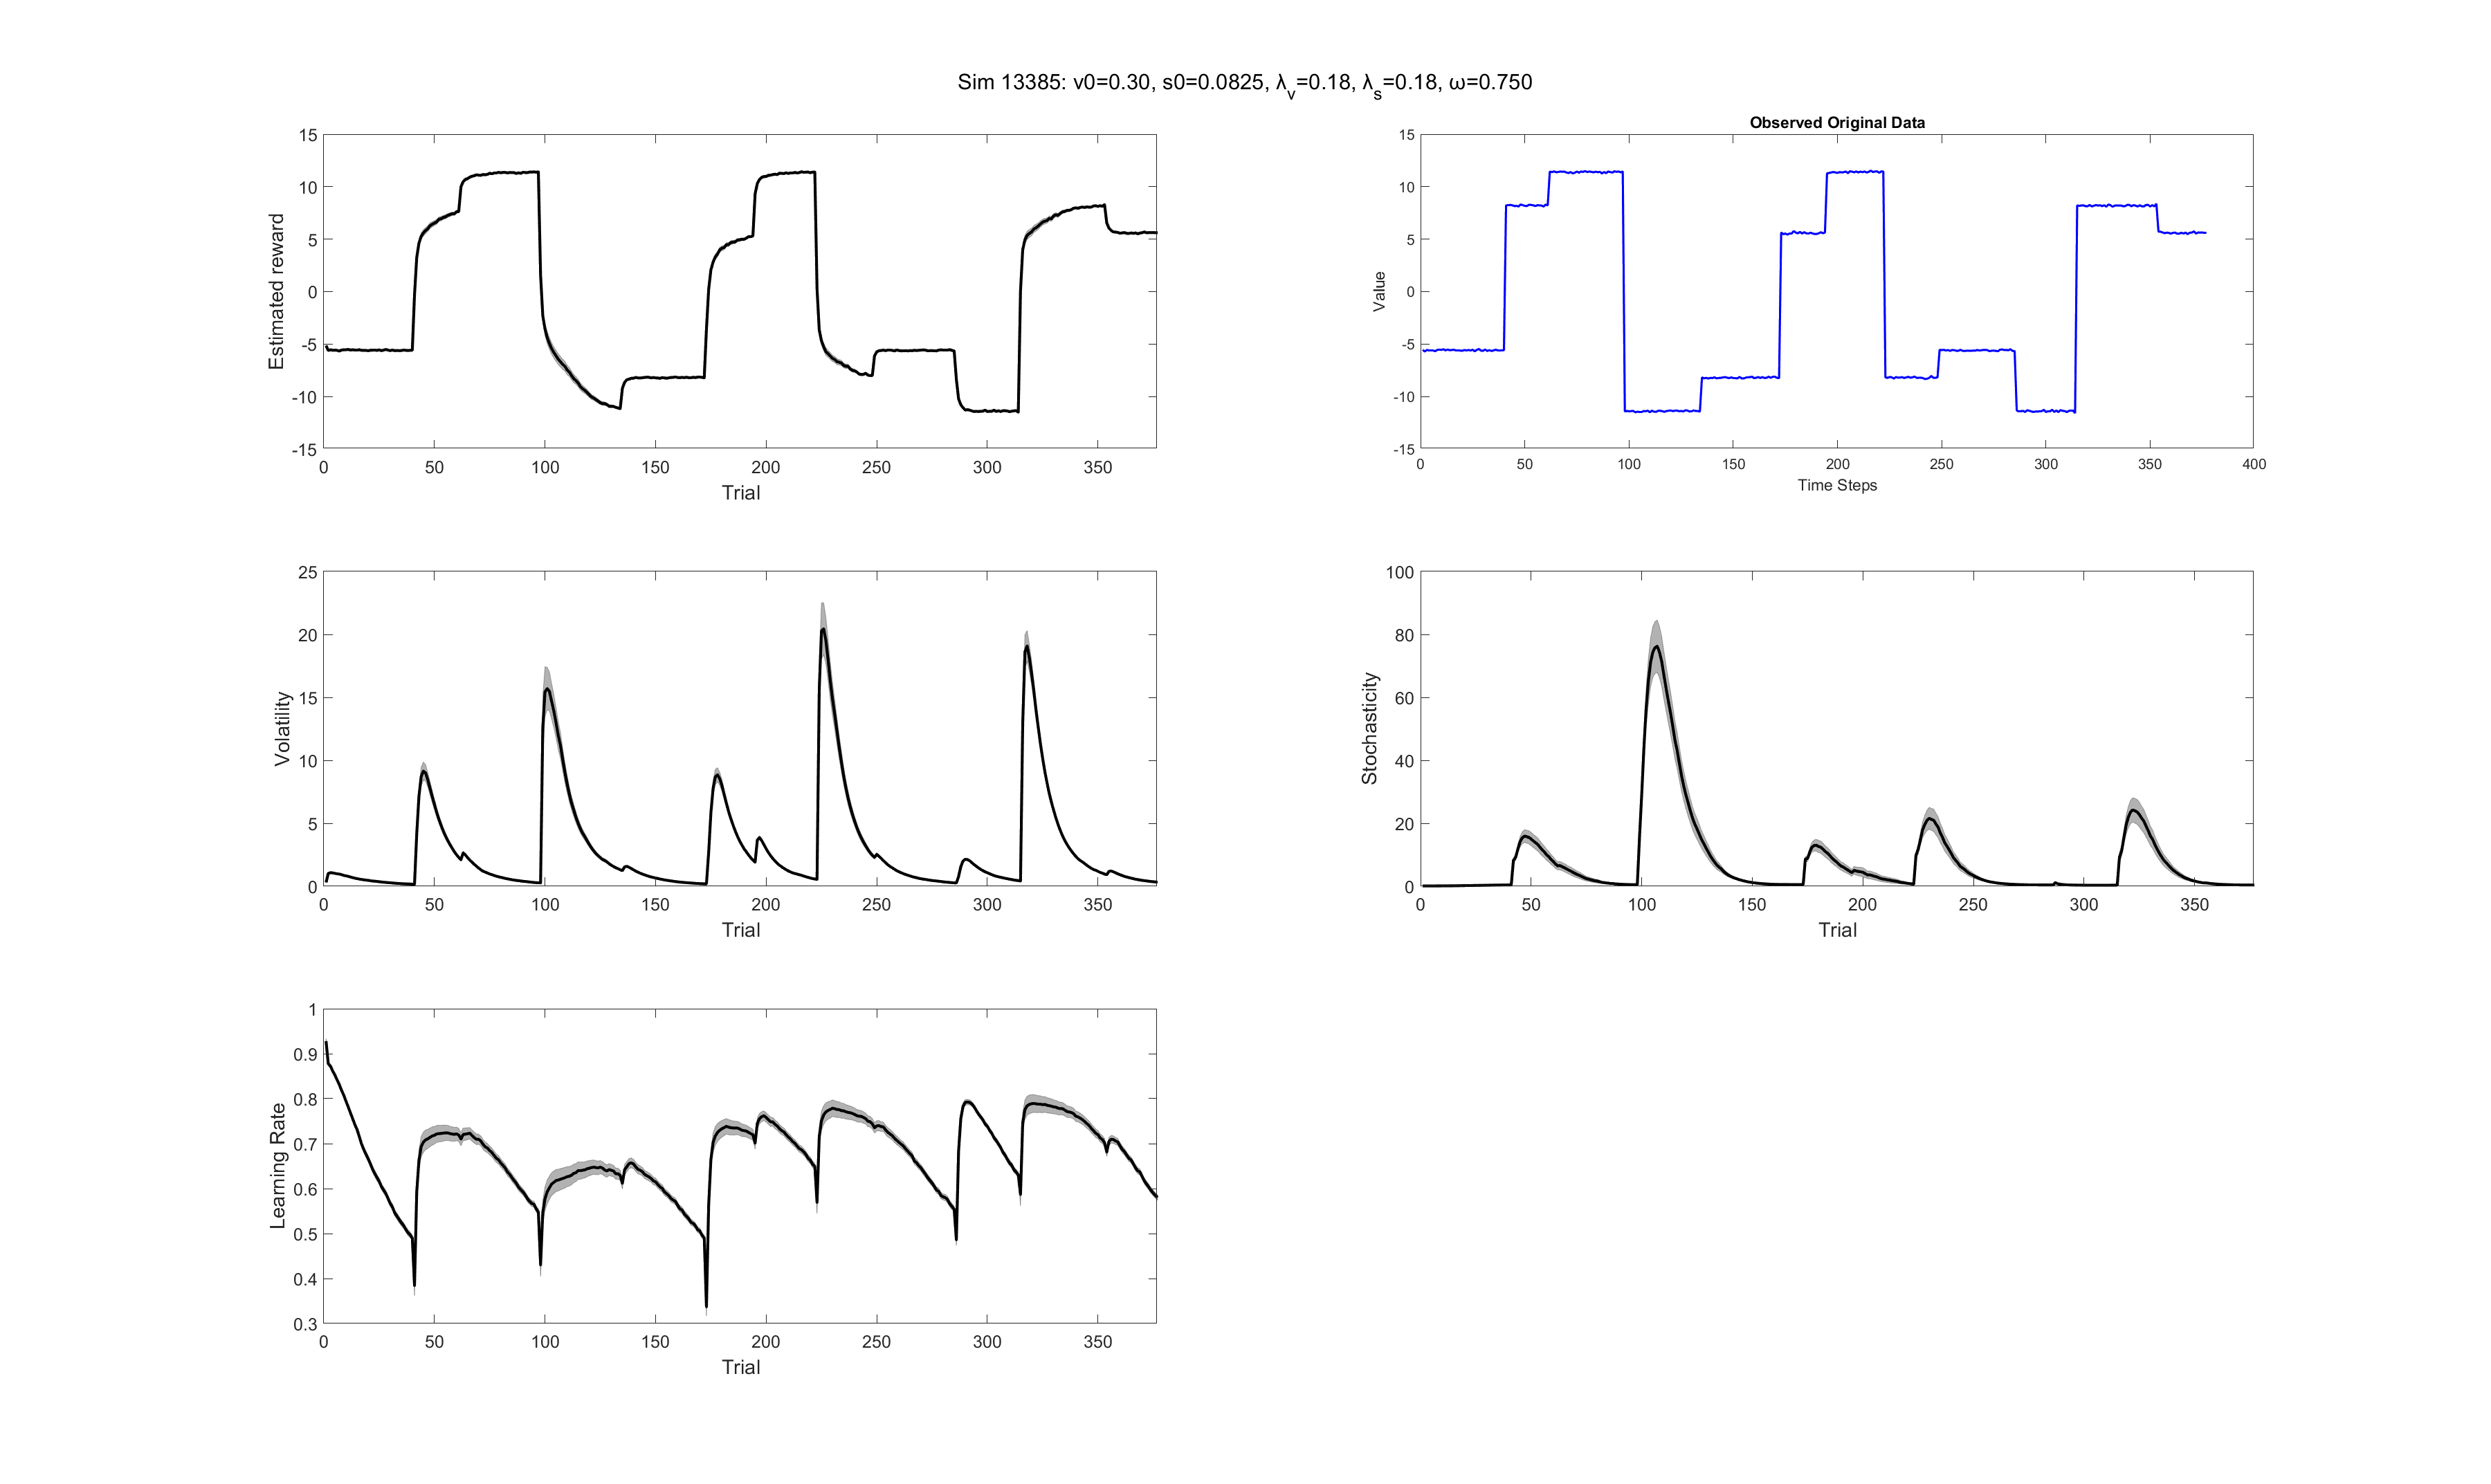 Sim 13385: v0=0.30, s0=0.0825, λv=0.18, λs=0.18, ω=0.750
15
10
5
0
-5
-10
-15
Estimated reward
0 50 100 150 200 250 300 350
Trial
Observed Original Data
15
10
5
0
-5
-10
-15
Value
0 50 100 150 200 250 300 350 400
Time Steps
25
20
15
10
5
0
Volatility
0 50 100 150 200 250 300 350
Trial
100
80
60
40
20
0
Stochasticity
0 50 100 150 200 250 300 350
Trial
1
0.9
0.8
0.7
0.6
0.5
0.4
0.3
Learning Rate
0 50 100 150 200 250 300 350
Trial